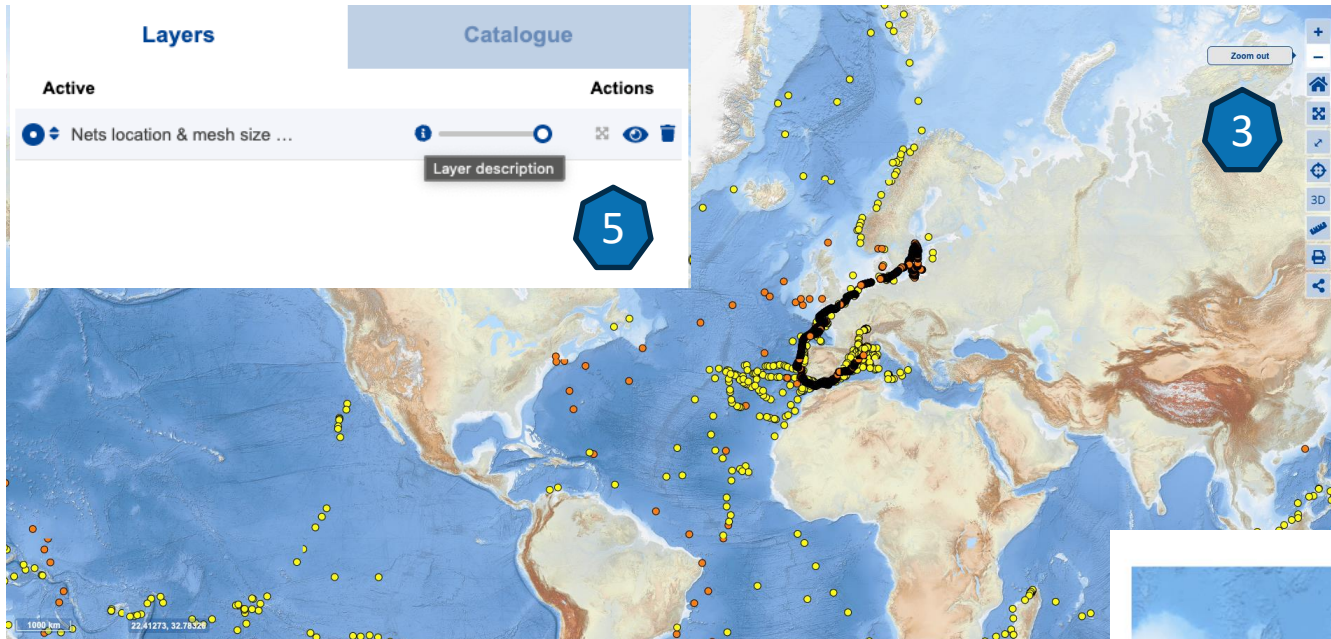 Layers
Catalogue
Active
Actions
Nets location & mesh size ...
Layer description
5
+
Zoom out
−
3
3D
1000 km
22.41273, 32.78320